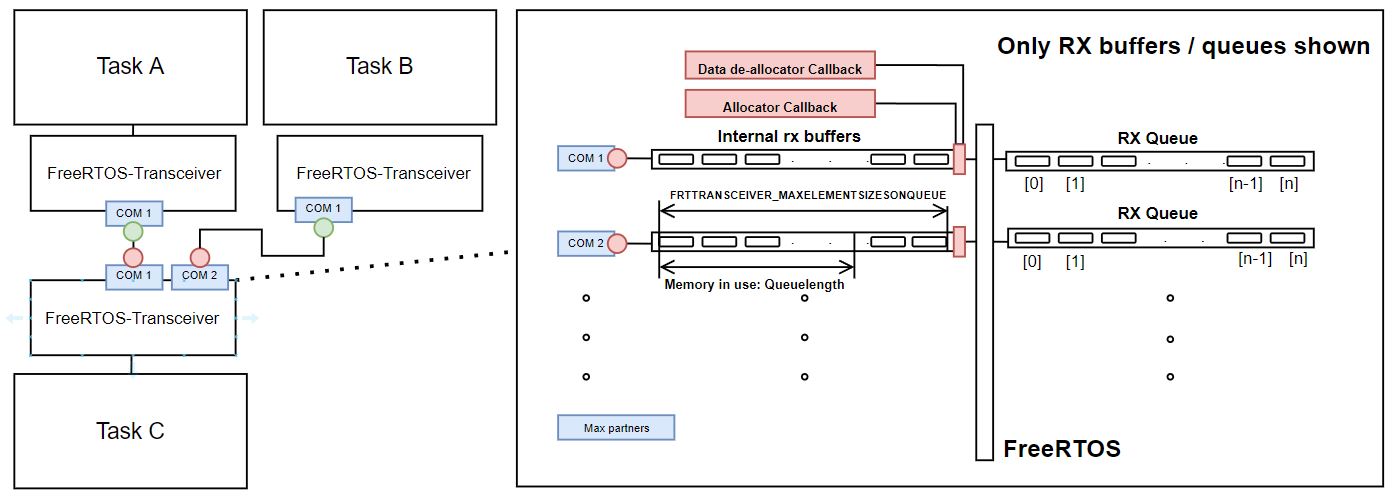 Task A
Task B
FreeRTOS-Transceiver
FreeRTOS-Transceiver
COM 1
COM 1
COM 1
COM 2
FreeRTOS-Transceiver
Task C
Only RX buffers / queues shown
Data de-allocator Callback
Allocator Callback
Internal rx buffers
RX Queue
COM 1
[0]
[1]
[n-1]
[n]
FRTTRANSCEIVER_MAXELEMENTSIZESONQUEUE
RX Queue
COM 2
[0]
[1]
[n-1]
[n]
Memory in use: Queuelength
Max partners
FreeRTOS